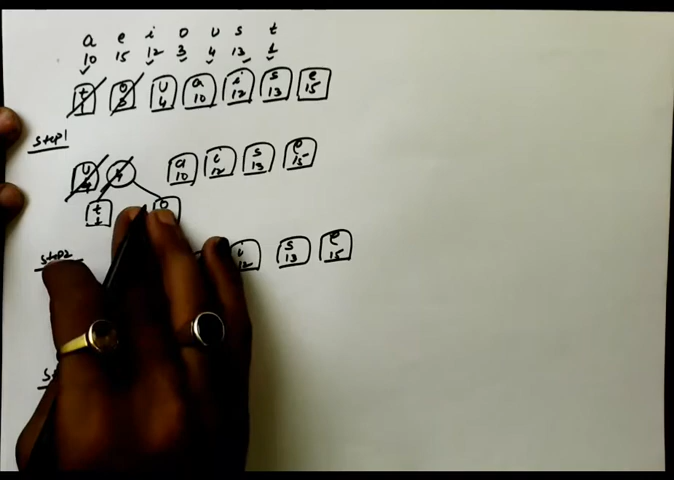 a e i o u s t
10 15 12 3 4 13 1
t o u a i s e
1 3 4 10 12 13 15
Step1
u 4 a i s e
4 10 12 13 15
t o
1
Step2 i s e
12 13 15